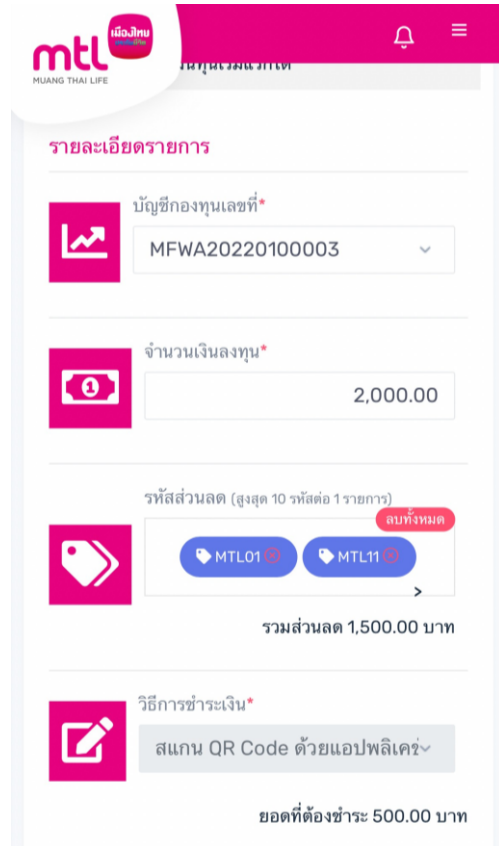 mtl
เมืองไทย
MUANG THAI LIFE
รายละเอียดรายการ
บัญชีกองทุนเลขที่*
MFWA20220100003
จำนวนเงินลงทุน*
1
2,000.00
รหัสส่วนลด (สูงสุด 10 รหัสต่อ 1 รายการ)
ลบทั้งหมด
MTL01 MTL11
>
รวมส่วนลด 1,500.00 บาท
วิธีการชำระเงิน*
สแกน QR Code ด้วยแอปพลิเคช่
ยอดที่ต้องชำระ 500.00 บาท